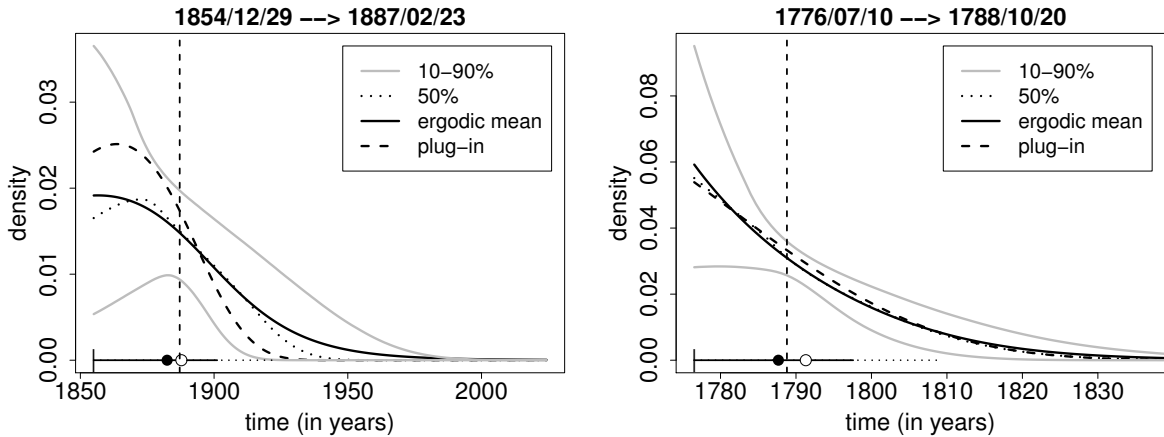 1854/12/29 −−> 1887/02/23
density
0.00 0.01 0.02 0.03
10−90%
50%
ergodic mean
plug−in
1850 1900 1950 2000
time (in years)
1776/07/10 −−> 1788/10/20
density
0.00 0.02 0.04 0.06 0.08
10−90%
50%
ergodic mean
plug−in
1780 1790 1800 1810 1820 1830
time (in years)